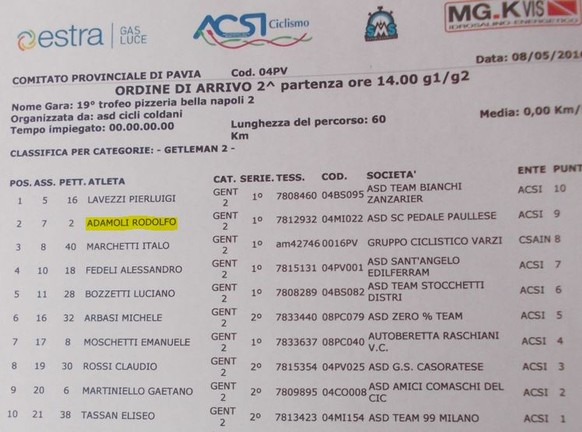 estra GAS LUCE
ACSI Ciclismo
SMS
MG.K VIS
IDROSALINO ENERGETICO
Data: 08/05/201
COMITATO PROVINCIALE DI PAVIA Cod. 04PV
ORDINE DI ARRIVO 2^ partenza ore 14.00 g1/g2
Nome Gara: 19° trofeo pizzeria bella napoli 2
Organizzata da: asd cicli coldani
Media: 0,00 Km/
Tempo impiegato: 00.00.00.00 Lunghezza del percorso: 60 Km
CLASSIFICA PER CATEGORIE: - GETLEMAN 2 -
POS. ASS. PETT. ATLETA CAT. SERIE. TESS. COD. SOCIETA' ENTE PUNT
1 5 16 LAVEZZI PIERLUIGI GENT 2 1° 7808460 04BS095 ASD TEAM BIANCHI ZANZARIER ACSI 10
2 7 2 ADAMOLI RODOLFO GENT 2 1° 7812932 04MI022 ASD SC PEDALE PAULLESE ACSI 9
3 8 40 MARCHETTI ITALO GENT 2 1° am42746 0016PV GRUPPO CICLISTICO VARZI CSAIN 8
4 10 18 FEDELI ALESSANDRO GENT 2 1° 7815131 04PV001 ASD SANT'ANGELO EDILFERRAM ACSI 7
5 11 28 BOZZETTI LUCIANO GENT 2 1° 7808289 04BS082 ASD TEAM STOCCHETTI DISTRI ACSI 6
6 16 32 ARBASI MICHELE GENT 2 2° 7833440 08PC079 ASD ZERO % TEAM ACSI 5
7 17 8 MOSCHETTI EMANUELE GENT 2 1° 7833637 08PC040 AUTOBERETTA RASCHIANI V.C. ACSI 4
8 19 30 ROSSI CLAUDIO GENT 2 2° 7815354 04PV025 ASD G.S. CASORATESE ACSI 3
9 20 6 MARTINIELLO GAETANO GENT 2 2° 7809895 04CO008 ASD AMICI COMASCHI DEL CIC ACSI 2
10 21 38 TASSAN ELISEO GENT 2 2° 7813423 04MI154 ASD TEAM 99 MILANO ACSI 1